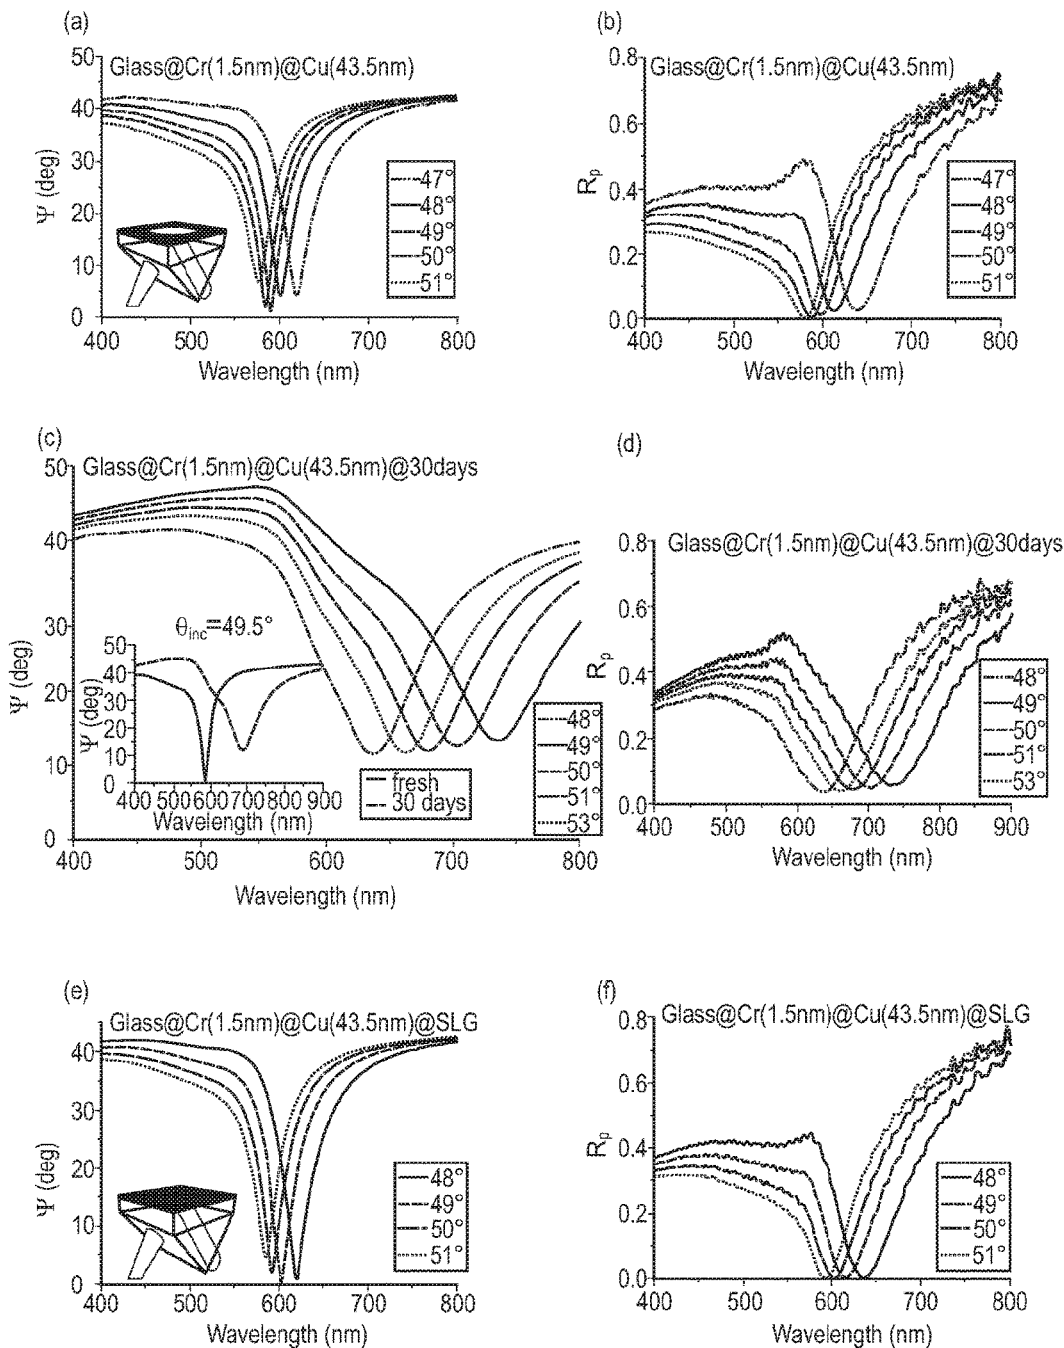 (a)
Glass@Cr(1.5nm)@Cu(43.5nm)
50
40
30
20
10
0
Ψ (deg)
400 500 600 700 800
Wavelength (nm)
47°
48°
49°
50°
51°
(b)
Glass@Cr(1.5nm)@Cu(43.5nm)
0.8
0.6
0.4
0.2
0.0
Rp
400 500 600 700 800
Wavelength (nm)
47°
48°
49°
50°
51°
(c)
Glass@Cr(1.5nm)@Cu(43.5nm)@30days
50
40
30
20
10
0
Ψ (deg)
400 500 600 700 800
Wavelength (nm)
θinc=49.5°
50
40
30
20
10
0
Ψ (deg)
400 500 600 700 800 900
Wavelength (nm)
fresh
30 days
48°
49°
50°
51°
53°
(d)
Glass@Cr(1.5nm)@Cu(43.5nm)@30days
0.8
0.6
0.4
0.2
0.0
Rp
400 500 600 700 800 900
Wavelength (nm)
48°
49°
50°
51°
53°
(e)
Glass@Cr(1.5nm)@Cu(43.5nm)@SLG
40
30
20
10
0
Ψ (deg)
400 500 600 700 800
Wavelength (nm)
48°
49°
50°
51°
(f)
Glass@Cr(1.5nm)@Cu(43.5nm)@SLG
0.8
0.6
0.4
0.2
0.0
Rp
400 500 600 700 800
Wavelength (nm)
48°
49°
50°
51°